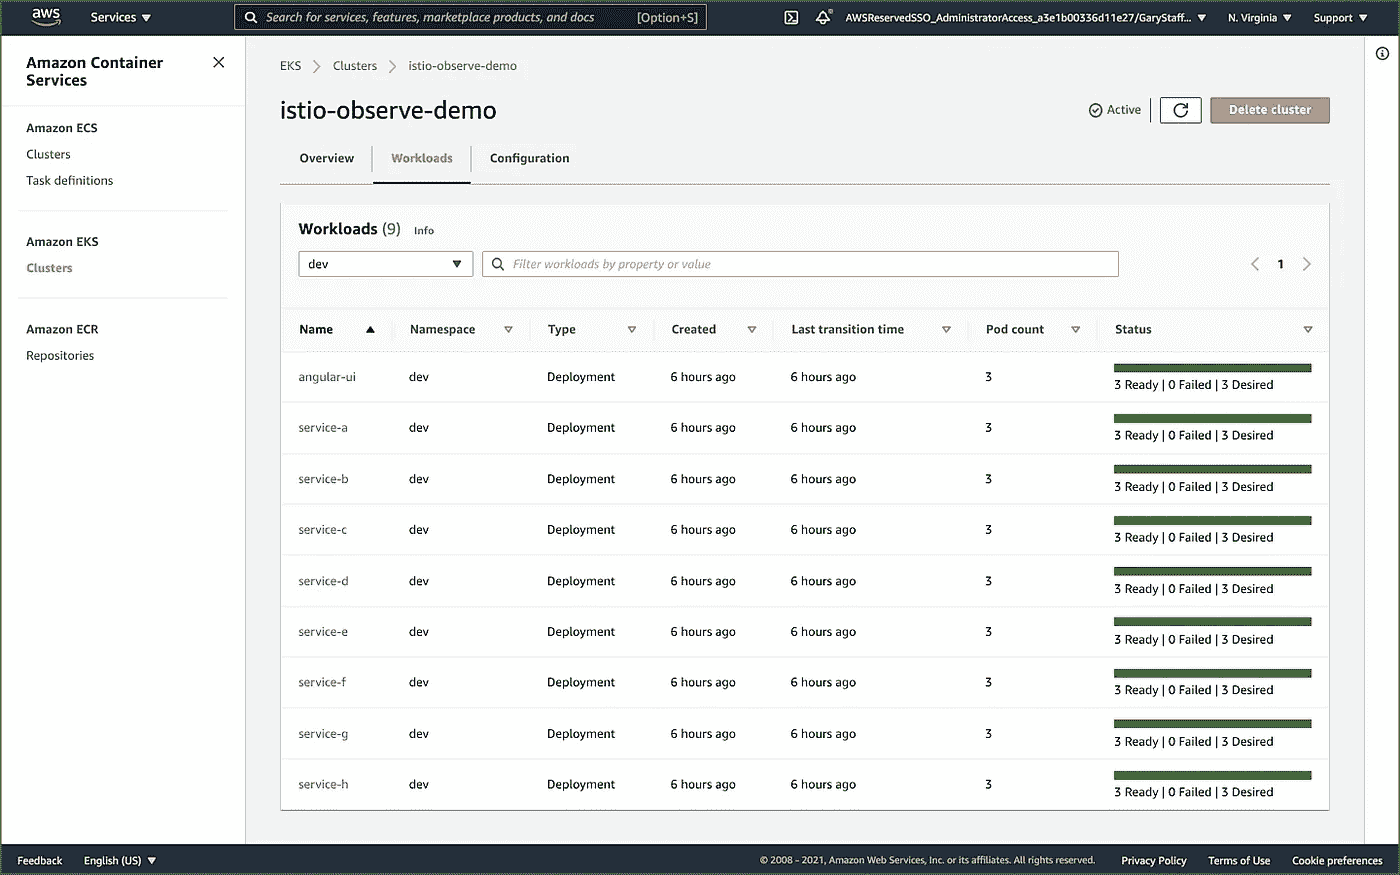 aws Services Search for services, features, marketplace products, and docs [Option+S] AWSReservedSSO_AdministratorAccess_a3e1b00336d11e27/GaryStaff... N. Virginia Support
Amazon Container
Services
Amazon ECS
Clusters
Task definitions
Amazon EKS
Clusters
Amazon ECR
Repositories
EKS Clusters istio-observe-demo
istio-observe-demo Active Delete cluster
Overview Workloads Configuration
Workloads (9) Info
dev Filter workloads by property or value 1
Name Namespace Type Created Last transition time Pod count Status
angular-ui dev Deployment 6 hours ago 6 hours ago 3 3 Ready | 0 Failed | 3 Desired
service-a dev Deployment 6 hours ago 6 hours ago 3 3 Ready | 0 Failed | 3 Desired
service-b dev Deployment 6 hours ago 6 hours ago 3 3 Ready | 0 Failed | 3 Desired
service-c dev Deployment 6 hours ago 6 hours ago 3 3 Ready | 0 Failed | 3 Desired
service-d dev Deployment 6 hours ago 6 hours ago 3 3 Ready | 0 Failed | 3 Desired
service-e dev Deployment 6 hours ago 6 hours ago 3 3 Ready | 0 Failed | 3 Desired
service-f dev Deployment 6 hours ago 6 hours ago 3 3 Ready | 0 Failed | 3 Desired
service-g dev Deployment 6 hours ago 6 hours ago 3 3 Ready | 0 Failed | 3 Desired
service-h dev Deployment 6 hours ago 6 hours ago 3 3 Ready | 0 Failed | 3 Desired
Feedback English (US) © 2008 - 2021, Amazon Web Services, Inc. or its affiliates. All rights reserved. Privacy Policy Terms of Use Cookie preferences